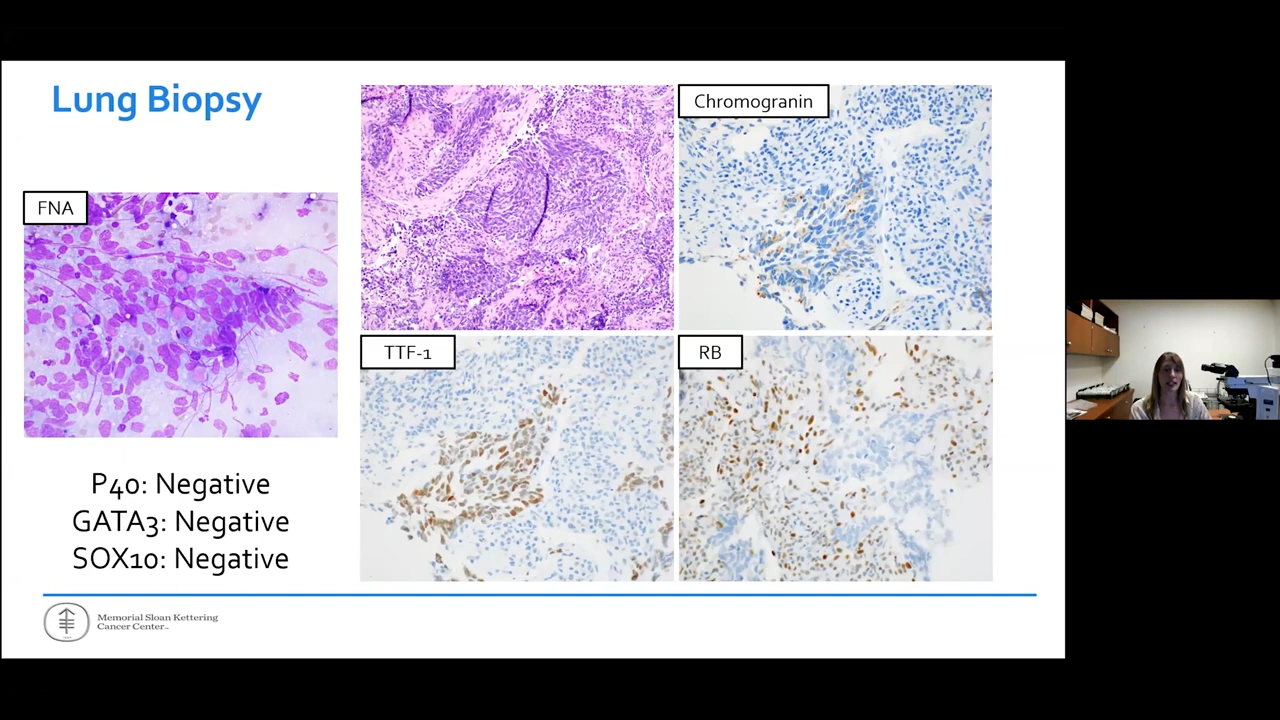 Lung Biopsy
FNA
Chromogranin
TTF-1
RB
P40: Negative
GATA3: Negative
SOX10: Negative
Memorial Sloan Kettering
Cancer Center